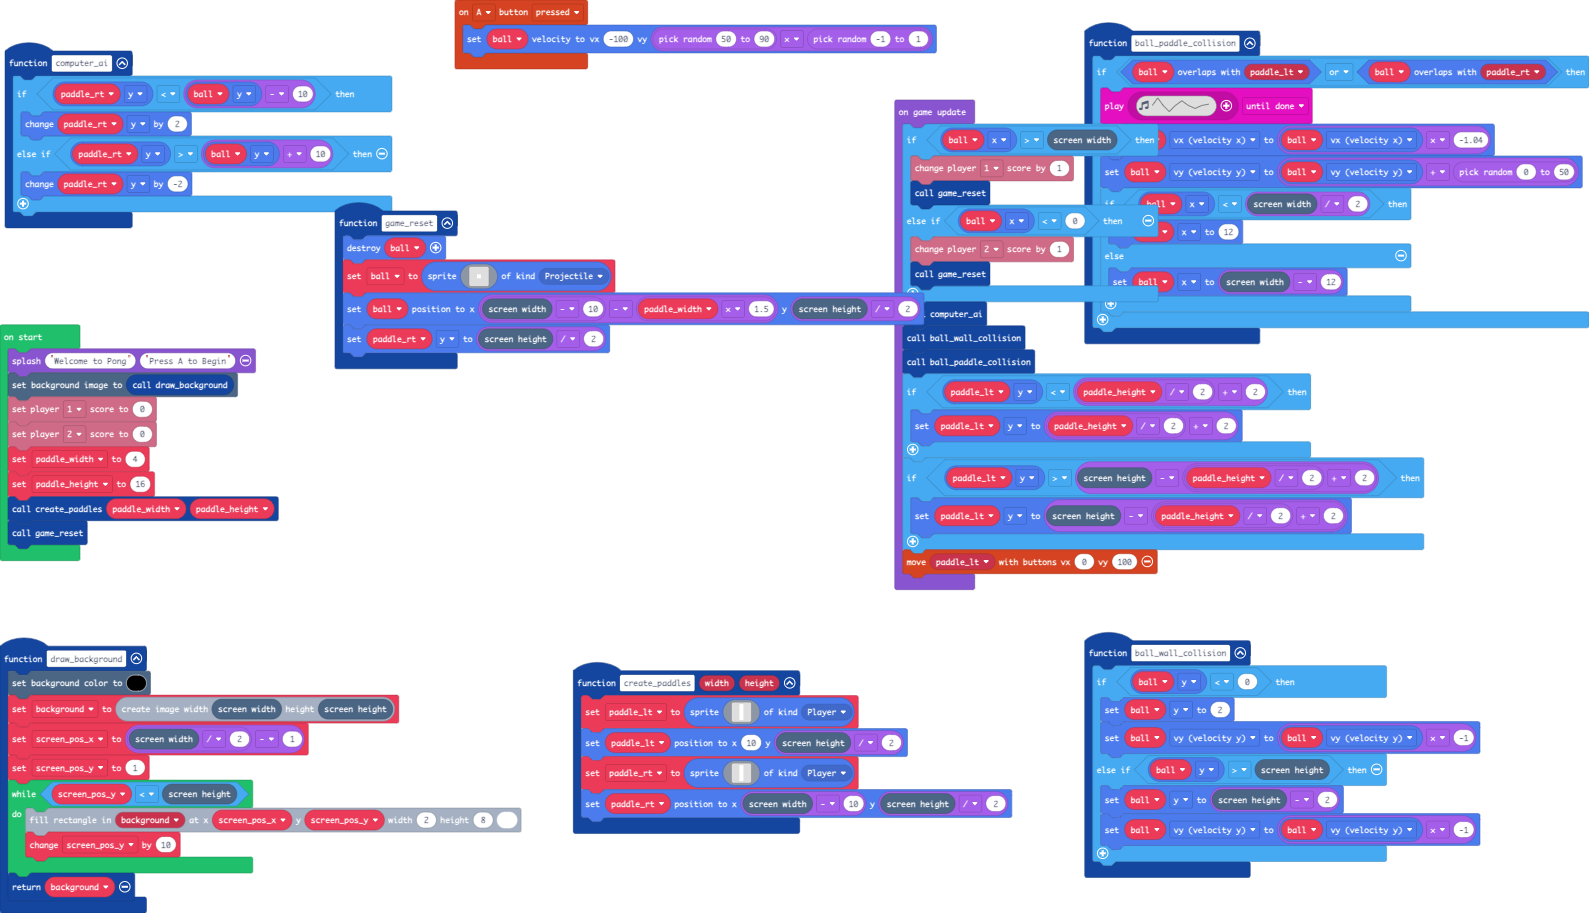 on A button pressed
set ball velocity to vx -100 vy pick random 50 to 90 × pick random -1 to 1
function computer_ai
if paddle_rt y < ball y - 10 then
change paddle_rt y by 2
else if paddle_rt y > ball y + 10 then
change paddle_rt y by -2
function game_reset
destroy ball
set ball to sprite of kind Projectile
set ball position to x screen width - 10 - paddle_width × 1.5 y screen height / 2
set paddle_rt y to screen height / 2
on start
splash "Welcome to Pong" "Press A to Begin"
set background image to call draw_background
set player 1 score to 0
set player 2 score to 0
set paddle_width to 4
set paddle_height to 16
call create_paddles paddle_width paddle_height
call game_reset
on game update
if ball x > screen width then
change player 1 score by 1
call game_reset
else if ball x < 0 then
change player 2 score by 1
call game_reset
computer_ai
call ball_wall_collision
call ball_paddle_collision
if paddle_lt y < paddle_height / 2 + 2 then
set paddle_lt y to paddle_height / 2 + 2
if paddle_lt y > screen height - paddle_height / 2 + 2 then
set paddle_lt y to screen height - paddle_height / 2 + 2
move paddle_lt with buttons vx 0 vy 100
function ball_paddle_collision
if ball overlaps with paddle_lt or ball overlaps with paddle_rt then
play until done
vx (velocity x) to ball vx (velocity x) × -1.04
set ball vy (velocity y) to ball vy (velocity y) + pick random 0 to 50
if ball x < screen width / 2 then
x to 12
else
set ball x to screen width - 12
function draw_background
set background color to
set background to create image width screen width height screen height
set screen_pos_x to screen width / 2 - 1
set screen_pos_y to 1
while screen_pos_y < screen height
do fill rectangle in background at x screen_pos_x y screen_pos_y width 2 height 8
change screen_pos_y by 10
return background
function create_paddles width height
set paddle_lt to sprite of kind Player
set paddle_lt position to x 10 y screen height / 2
set paddle_rt to sprite of kind Player
set paddle_rt position to x screen width - 10 y screen height / 2
function ball_wall_collision
if ball y < 0 then
set ball y to 2
set ball vy (velocity y) to ball vy (velocity y) × -1
else if ball y > screen height then
set ball y to screen height - 2
set ball vy (velocity y) to ball vy (velocity y) × -1